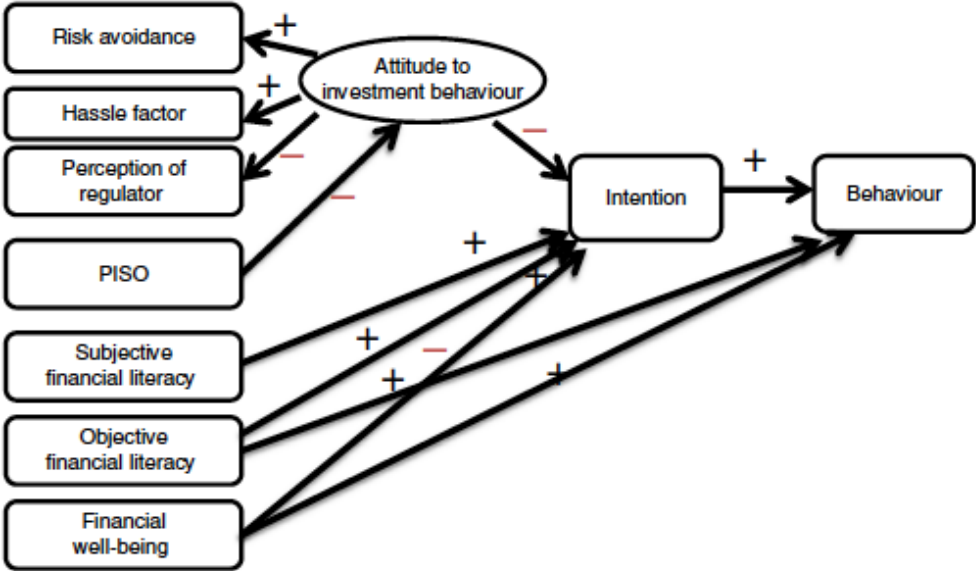 Risk avoidance
+
Attitude to
investment behaviour
+
Hassle factor
–
–
+
Perception of
regulator
–
Intention
Behaviour
PISO
+
+
Subjective
financial literacy
+
–
+
+
Objective
financial literacy
Financial
well-being